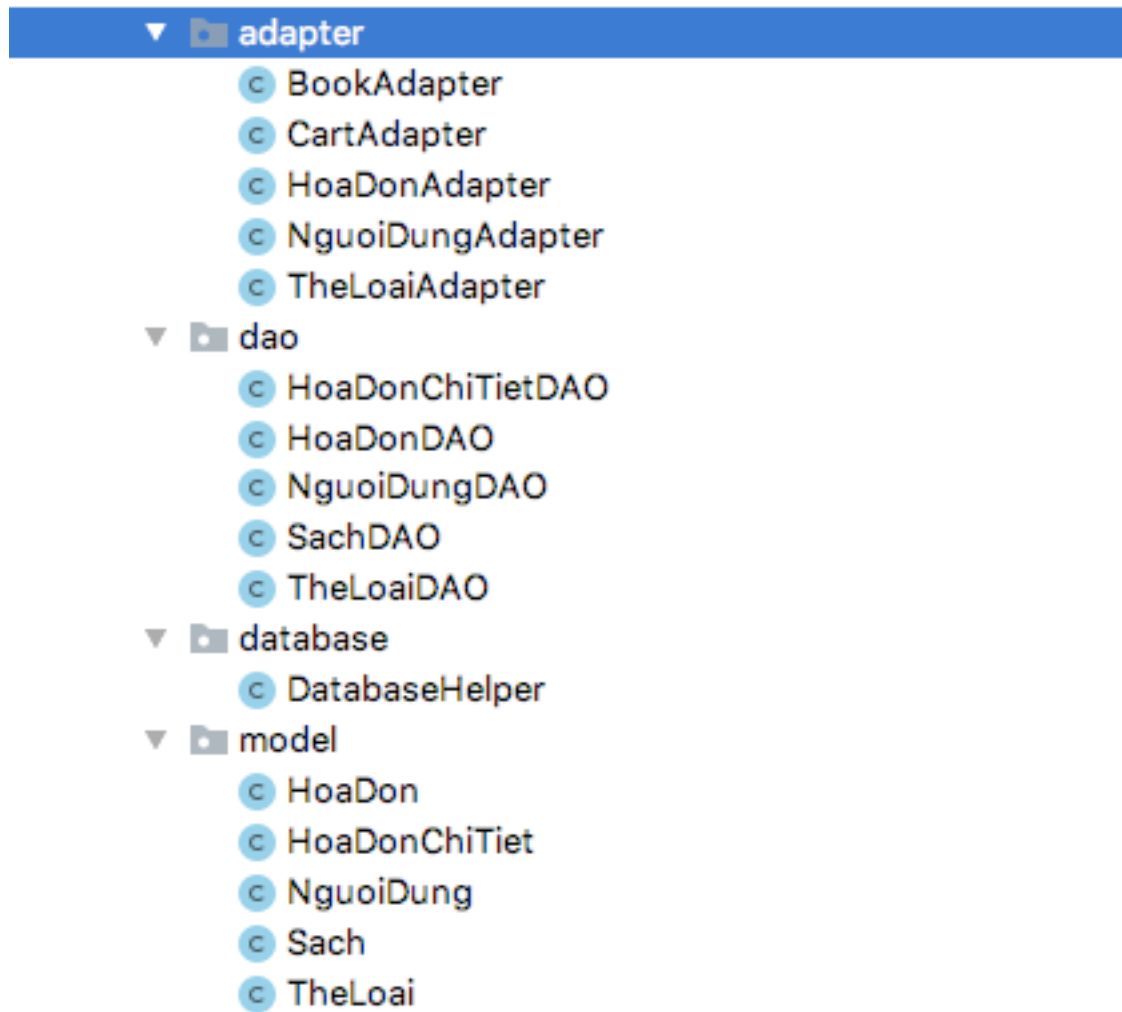 adapter
C BookAdapter
C CartAdapter
C HoaDonAdapter
C NguoiDungAdapter
C TheLoaiAdapter
dao
C HoaDonChiTietDAO
C HoaDonDAO
C NguoiDungDAO
C SachDAO
C TheLoaiDAO
database
C DatabaseHelper
model
C HoaDon
C HoaDonChiTiet
C NguoiDung
C Sach
C TheLoai